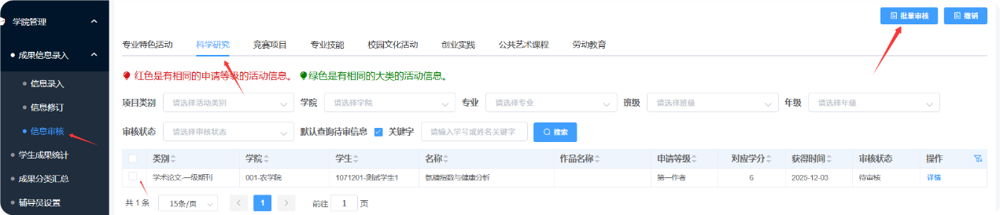 学院管理
成果信息录入
信息录入
信息修订
信息审核
学生成果统计
成果分类汇总
辅导员设置
批量审核 撤销
专业特色活动 科学研究 竞赛项目 专业技能 校园文化活动 创业实践 公共艺术课程 劳动教育
红色是有相同的申请等级的活动信息。 绿色是有相同的大类的活动信息。
项目类别 请选择活动类别 学院 请选择学院 专业 请选择专业 班级 请选择班级 年级 请选择年级
审核状态 请选择审核状态 默认查询待审信息 关键字 请输入学号或姓名关键字 搜索
类别 学院 学生 名称 作品名称 申请等级 对应学分 获得时间 审核状态 操作
学术论文-一级期刊 001-农学院 1071201-测试学生1 氨糖指数与健康分析 第一作者 6 2025-12-03 待审核 详情
共 1 条 15条/页 1 前往 1 页